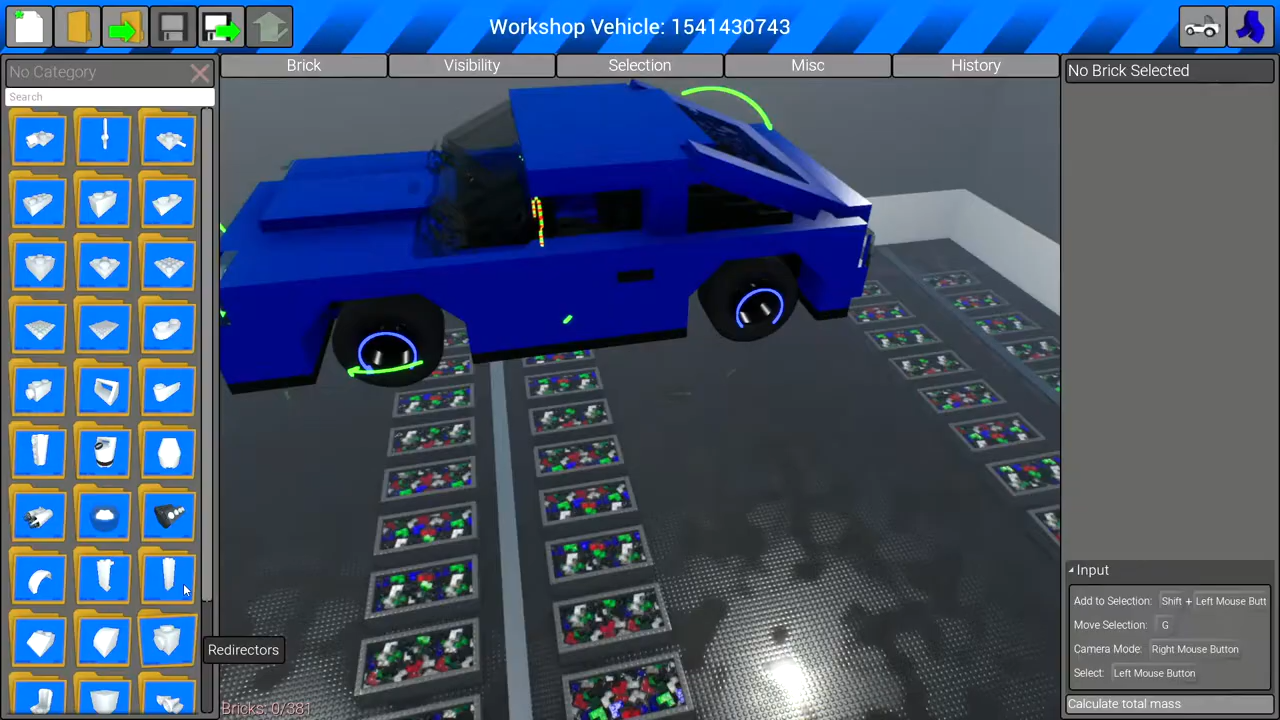 Workshop Vehicle: 1541430743
No Category
Search
Brick
Visibility
Selection
Misc
History
No Brick Selected
Redirectors
Bricks: 0/381
Input
Add to Selection: Shift + Left Mouse Butt
Move Selection: G
Camera Mode: Right Mouse Button
Select: Left Mouse Button
Calculate total mass